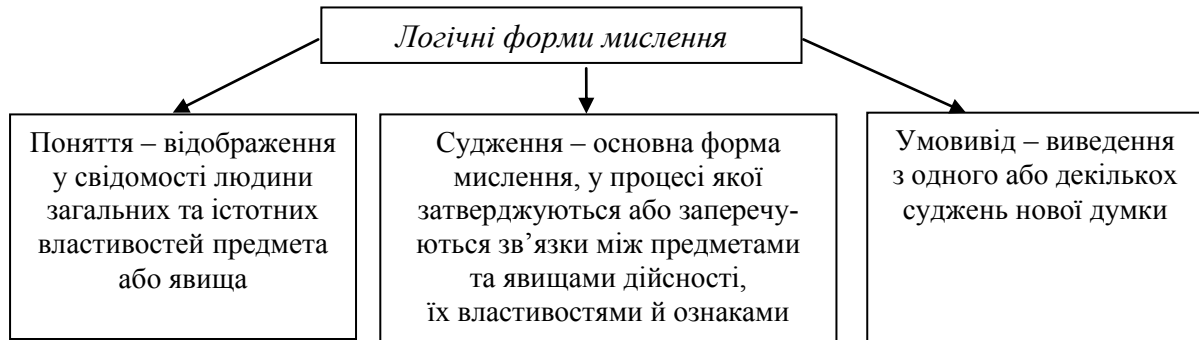 Логічні форми мислення
Поняття – відображення
у свідомості людини
загальних та істотних
властивостей предмета
або явища
Судження – основна форма
мислення, у процесі якої
затверджуються або заперечу-
ються зв’язки між предметами
та явищами дійсності,
їх властивостями й ознаками
Умовивід – виведення
з одного або декількох
суджень нової думки